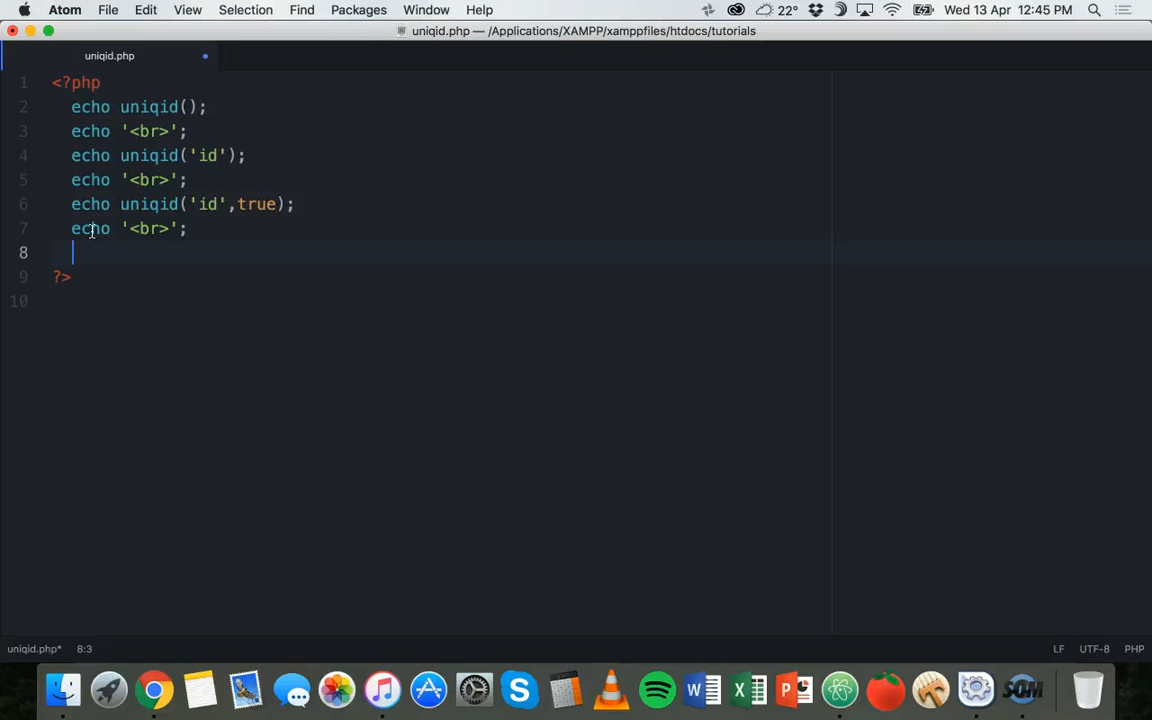 Atom File Edit View Selection Find Packages Window Help 22° Wed 13 Apr 12:45 PM
uniqid.php — /Applications/XAMPP/xamppfiles/htdocs/tutorials
uniqid.php
1 <?php
2 echo uniqid();
3 echo '<br>';
4 echo uniqid('id');
5 echo '<br>';
6 echo uniqid('id',true);
7 echo '<br>';
8
9 ?>
10
uniqid.php* 8:3 LF UTF-8 PHP
SOM